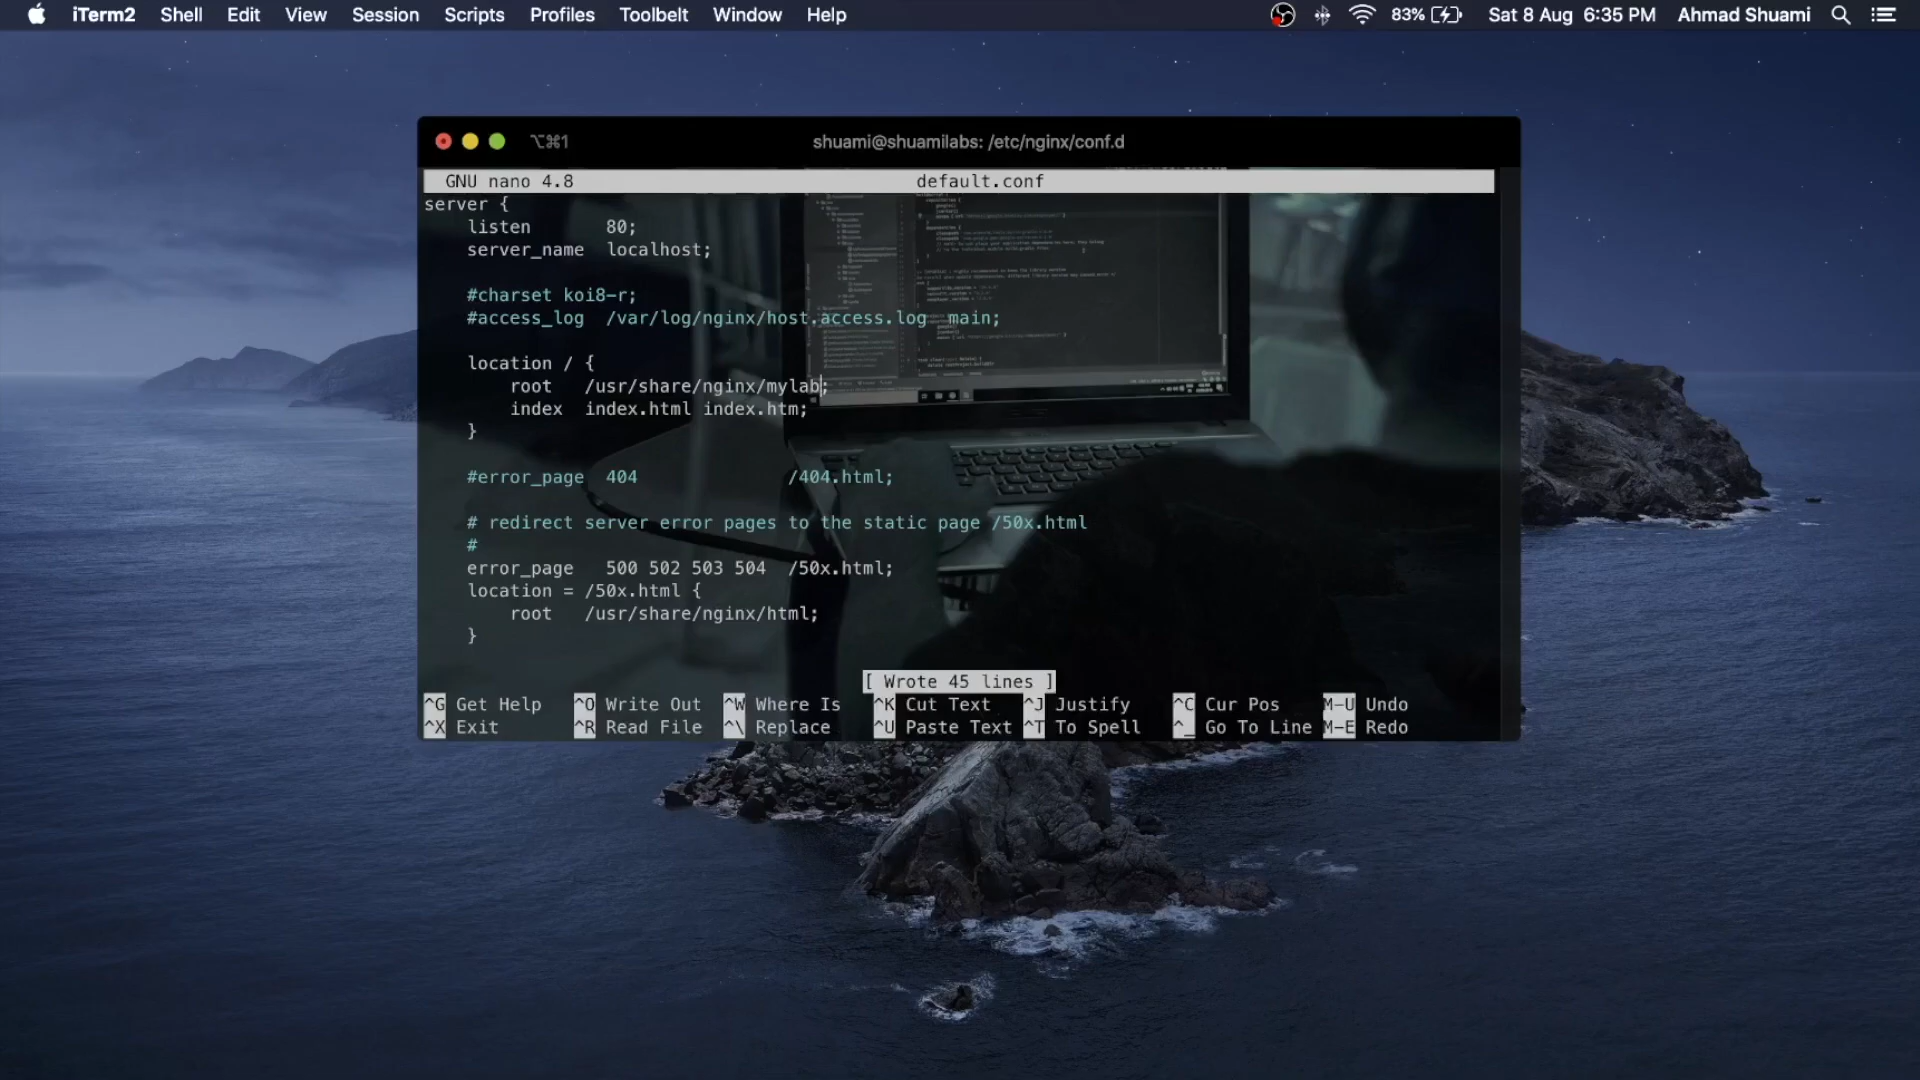 iTerm2 Shell Edit View Session Scripts Profiles Toolbelt Window Help 83% Sat 8 Aug 6:35 PM Ahmad Shuami
⌥⌘1 shuami@shuamilabs: /etc/nginx/conf.d
GNU nano 4.8 default.conf
server {
listen 80;
server_name localhost;
#charset koi8-r;
#access_log /var/log/nginx/host.access.log main;
location / {
root /usr/share/nginx/mylab;
index index.html index.htm;
}
#error_page 404 /404.html;
# redirect server error pages to the static page /50x.html
#
error_page 500 502 503 504 /50x.html;
location = /50x.html {
root /usr/share/nginx/html;
}
[ Wrote 45 lines ]
^G Get Help ^O Write Out ^W Where Is ^K Cut Text ^J Justify ^C Cur Pos M-U Undo
^X Exit ^R Read File ^\ Replace ^U Paste Text ^T To Spell ^_ Go To Line M-E Redo